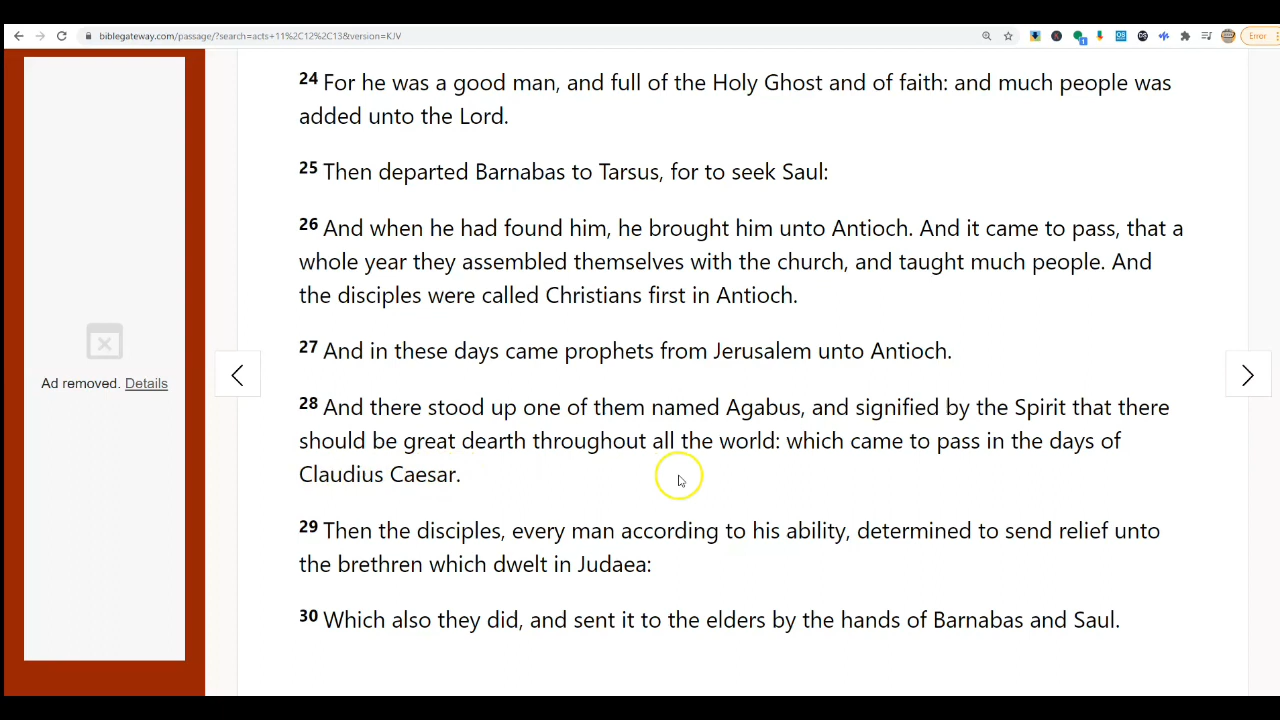 biblegateway.com/passage/?search=acts+11%2C12%2C13&version=KJV
Error
24 For he was a good man, and full of the Holy Ghost and of faith: and much people was
added unto the Lord.
25 Then departed Barnabas to Tarsus, for to seek Saul:
26 And when he had found him, he brought him unto Antioch. And it came to pass, that a
whole year they assembled themselves with the church, and taught much people. And
the disciples were called Christians first in Antioch.
27 And in these days came prophets from Jerusalem unto Antioch.
Ad removed. Details
28 And there stood up one of them named Agabus, and signified by the Spirit that there
should be great dearth throughout all the world: which came to pass in the days of
Claudius Caesar.
29 Then the disciples, every man according to his ability, determined to send relief unto
the brethren which dwelt in Judaea:
30 Which also they did, and sent it to the elders by the hands of Barnabas and Saul.